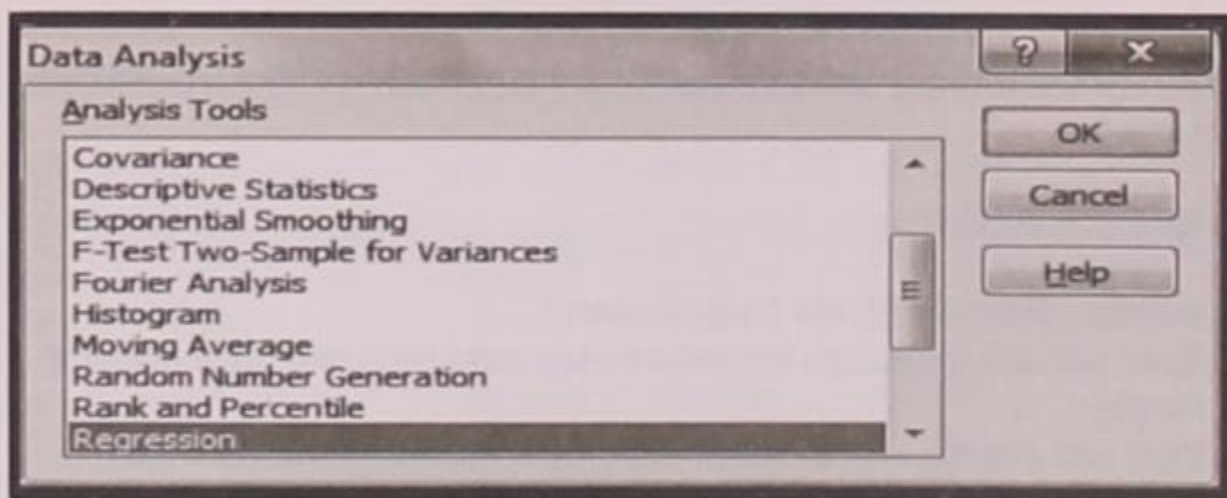 Data Analysis
Analysis Tools
Covariance
Descriptive Statistics
Exponential Smoothing
F-Test Two-Sample for Variances
Fourier Analysis
Histogram
Moving Average
Random Number Generation
Rank and Percentile
Regression
OK
Cancel
Help